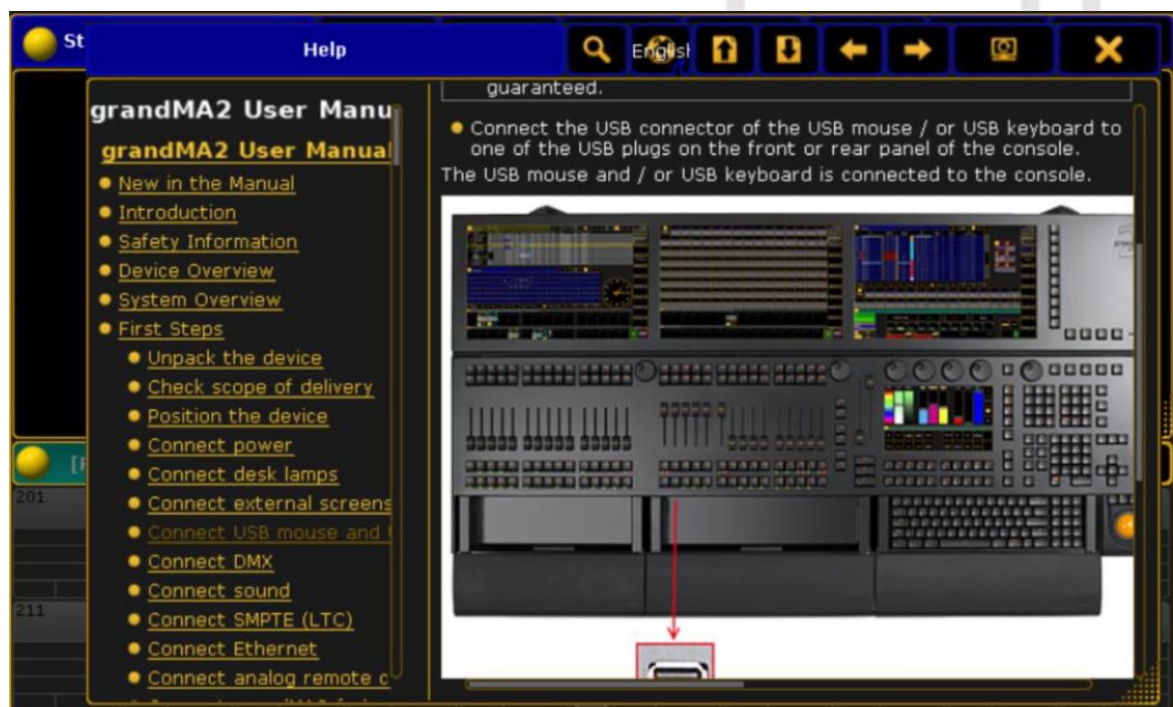 St
Help
English
grandMA2 User Manu
grandMA2 User Manual
New in the Manual
Introduction
Safety Information
Device Overview
System Overview
First Steps
Unpack the device
Check scope of delivery
Position the device
Connect power
Connect desk lamps
Connect external screens
Connect USB mouse and
Connect DMX
Connect sound
Connect SMPTE (LTC)
Connect Ethernet
Connect analog remote c
guaranteed.
Connect the USB connector of the USB mouse / or USB keyboard to
one of the USB plugs on the front or rear panel of the console.
The USB mouse and / or USB keyboard is connected to the console.
201
211